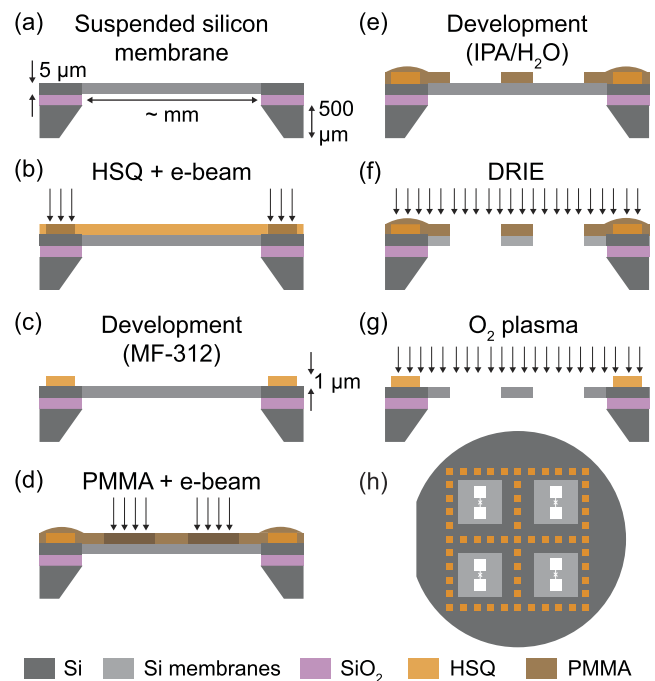 (a) Suspended silicon
membrane
5 μm
~ mm
500
μm
(b) HSQ + e-beam
(c) Development
(MF-312)
1 μm
(d) PMMA + e-beam
(e) Development
(IPA/H₂O)
(f) DRIE
(g) O₂ plasma
(h)
Si Si membranes SiO₂ HSQ PMMA